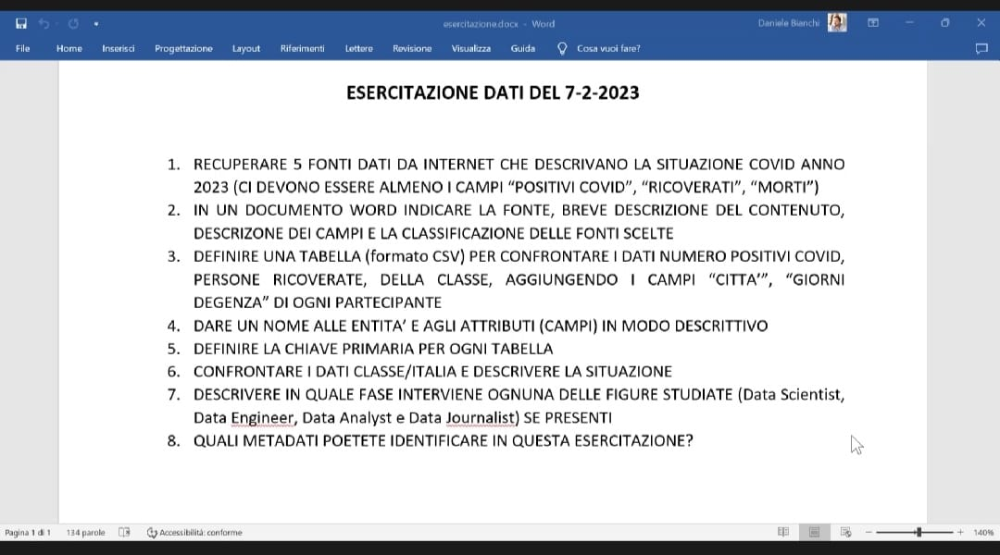 esercitazione.docx - Word
Daniele Bianchi
File Home Inserisci Progettazione Layout Riferimenti Lettere Revisione Visualizza Guida Cosa vuoi fare?
ESERCITAZIONE DATI DEL 7-2-2023
1. RECUPERARE 5 FONTI DATI DA INTERNET CHE DESCRIVANO LA SITUAZIONE COVID ANNO
2023 (CI DEVONO ESSERE ALMENO I CAMPI “POSITIVI COVID”, “RICOVERATI”, “MORTI”)
2. IN UN DOCUMENTO WORD INDICARE LA FONTE, BREVE DESCRIZIONE DEL CONTENUTO,
DESCRIZONE DEI CAMPI E LA CLASSIFICAZIONE DELLE FONTI SCELTE
3. DEFINIRE UNA TABELLA (formato CSV) PER CONFRONTARE I DATI NUMERO POSITIVI COVID,
PERSONE RICOVERATE, DELLA CLASSE, AGGIUNGENDO I CAMPI “CITTA’”, “GIORNI
DEGENZA” DI OGNI PARTECIPANTE
4. DARE UN NOME ALLE ENTITA’ E AGLI ATTRIBUTI (CAMPI) IN MODO DESCRITTIVO
5. DEFINIRE LA CHIAVE PRIMARIA PER OGNI TABELLA
6. CONFRONTARE I DATI CLASSE/ITALIA E DESCRIVERE LA SITUAZIONE
7. DESCRIVERE IN QUALE FASE INTERVIENE OGNUNA DELLE FIGURE STUDIATE (Data Scientist,
Data Engineer, Data Analyst e Data Journalist) SE PRESENTI
8. QUALI METADATI POETETE IDENTIFICARE IN QUESTA ESERCITAZIONE?
Pagina 1 di 1 134 parole Accessibilità: conforme 140%